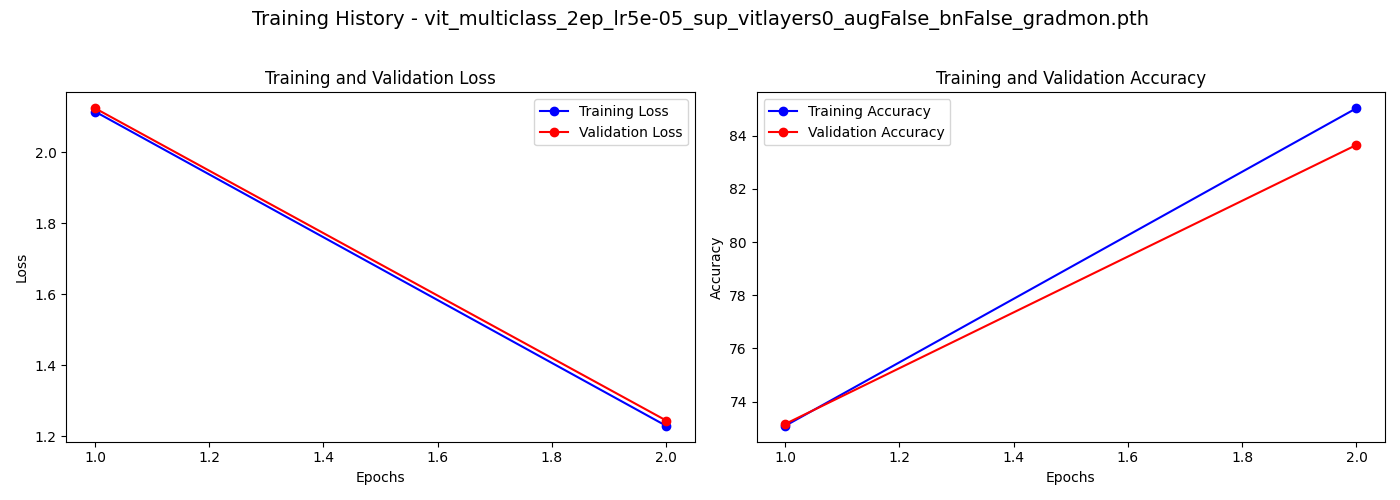 Training History - vit_multiclass_2ep_lr5e-05_sup_vitlayers0_augFalse_bnFalse_gradmon.pth
Training and Validation Loss
Training Loss
Validation Loss
Loss
2.0
1.8
1.6
1.4
1.2
1.0
1.2
1.4
1.6
1.8
2.0
Epochs
Training and Validation Accuracy
Training Accuracy
Validation Accuracy
Accuracy
84
82
80
78
76
74
1.0
1.2
1.4
1.6
1.8
2.0
Epochs